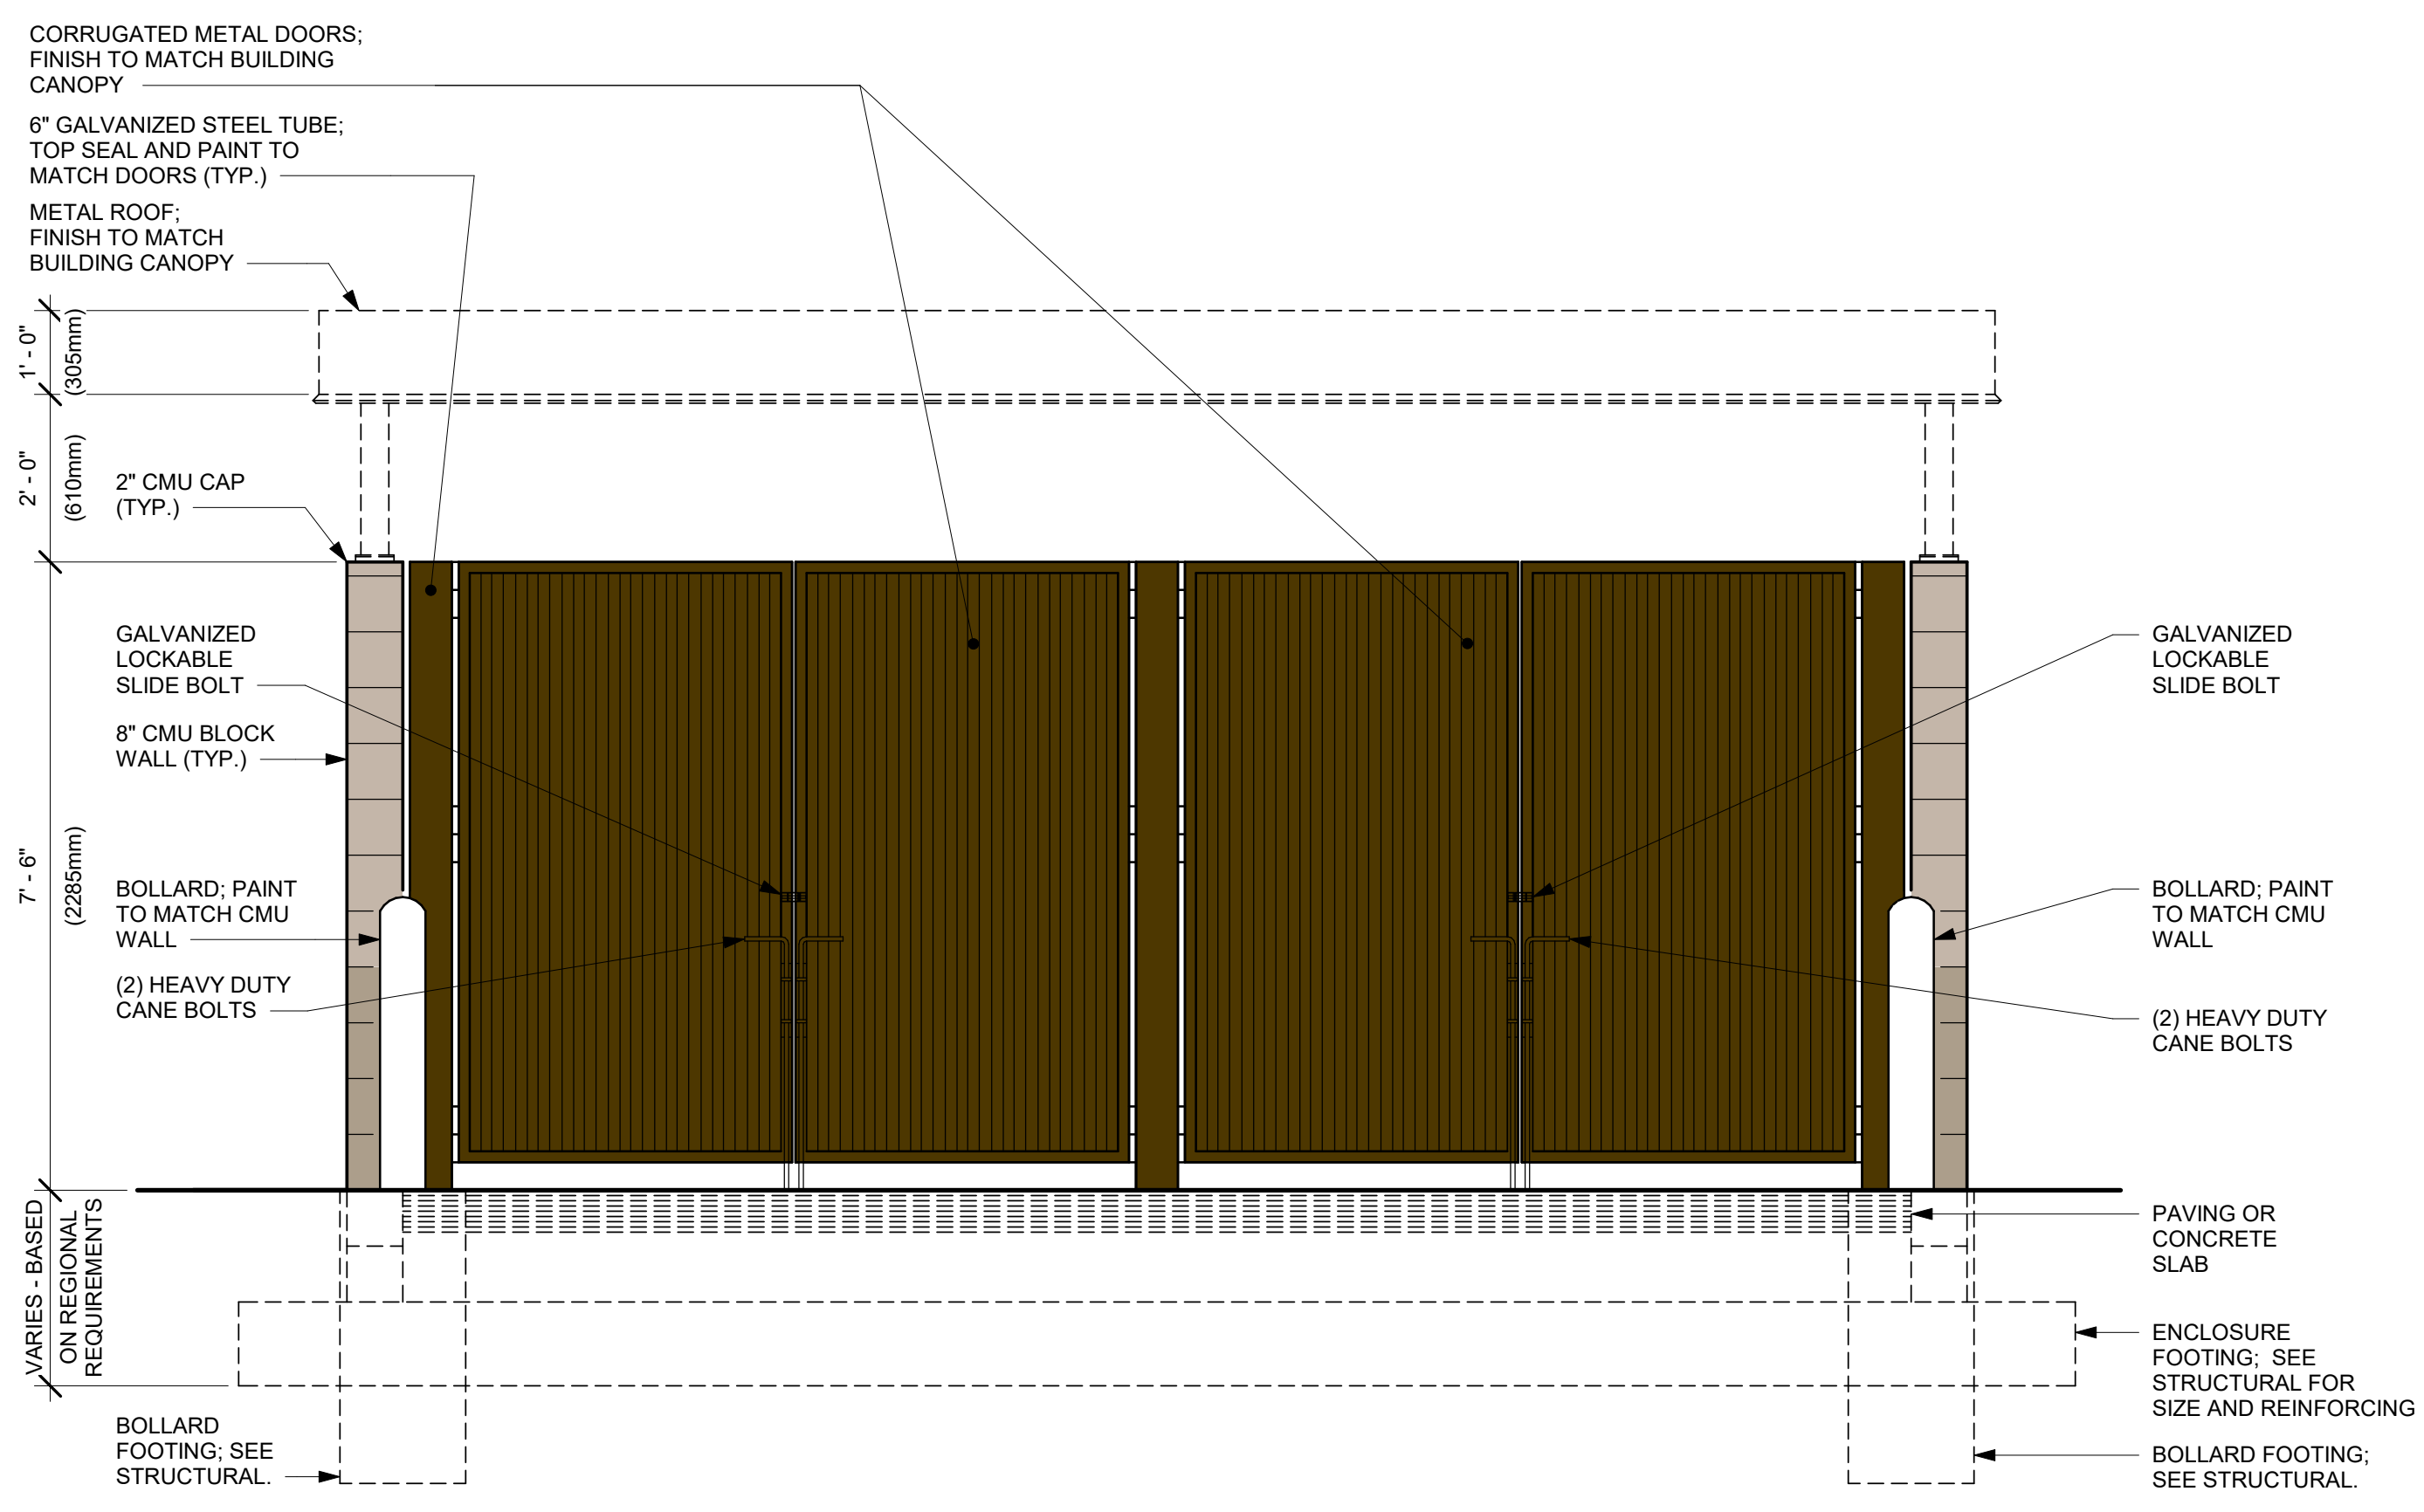 CORRUGATED METAL DOORS;
FINISH TO MATCH BUILDING
CANOPY
6" GALVANIZED STEEL TUBE;
TOP SEAL AND PAINT TO
MATCH DOORS (TYP.)
METAL ROOF;
FINISH TO MATCH
BUILDING CANOPY
1' - 0"
(305mm)
2' - 0"
(610mm)
2" CMU CAP
(TYP.)
GALVANIZED
LOCKABLE
SLIDE BOLT
8" CMU BLOCK
WALL (TYP.)
7' - 6"
(2285mm)
BOLLARD; PAINT
TO MATCH CMU
WALL
(2) HEAVY DUTY
CANE BOLTS
VARIES - BASED
ON REGIONAL
REQUIREMENTS
BOLLARD
FOOTING; SEE
STRUCTURAL.
GALVANIZED
LOCKABLE
SLIDE BOLT
BOLLARD; PAINT
TO MATCH CMU
WALL
(2) HEAVY DUTY
CANE BOLTS
PAVING OR
CONCRETE
SLAB
ENCLOSURE
FOOTING;  SEE
STRUCTURAL FOR
SIZE AND REINFORCING
BOLLARD FOOTING;
SEE STRUCTURAL.